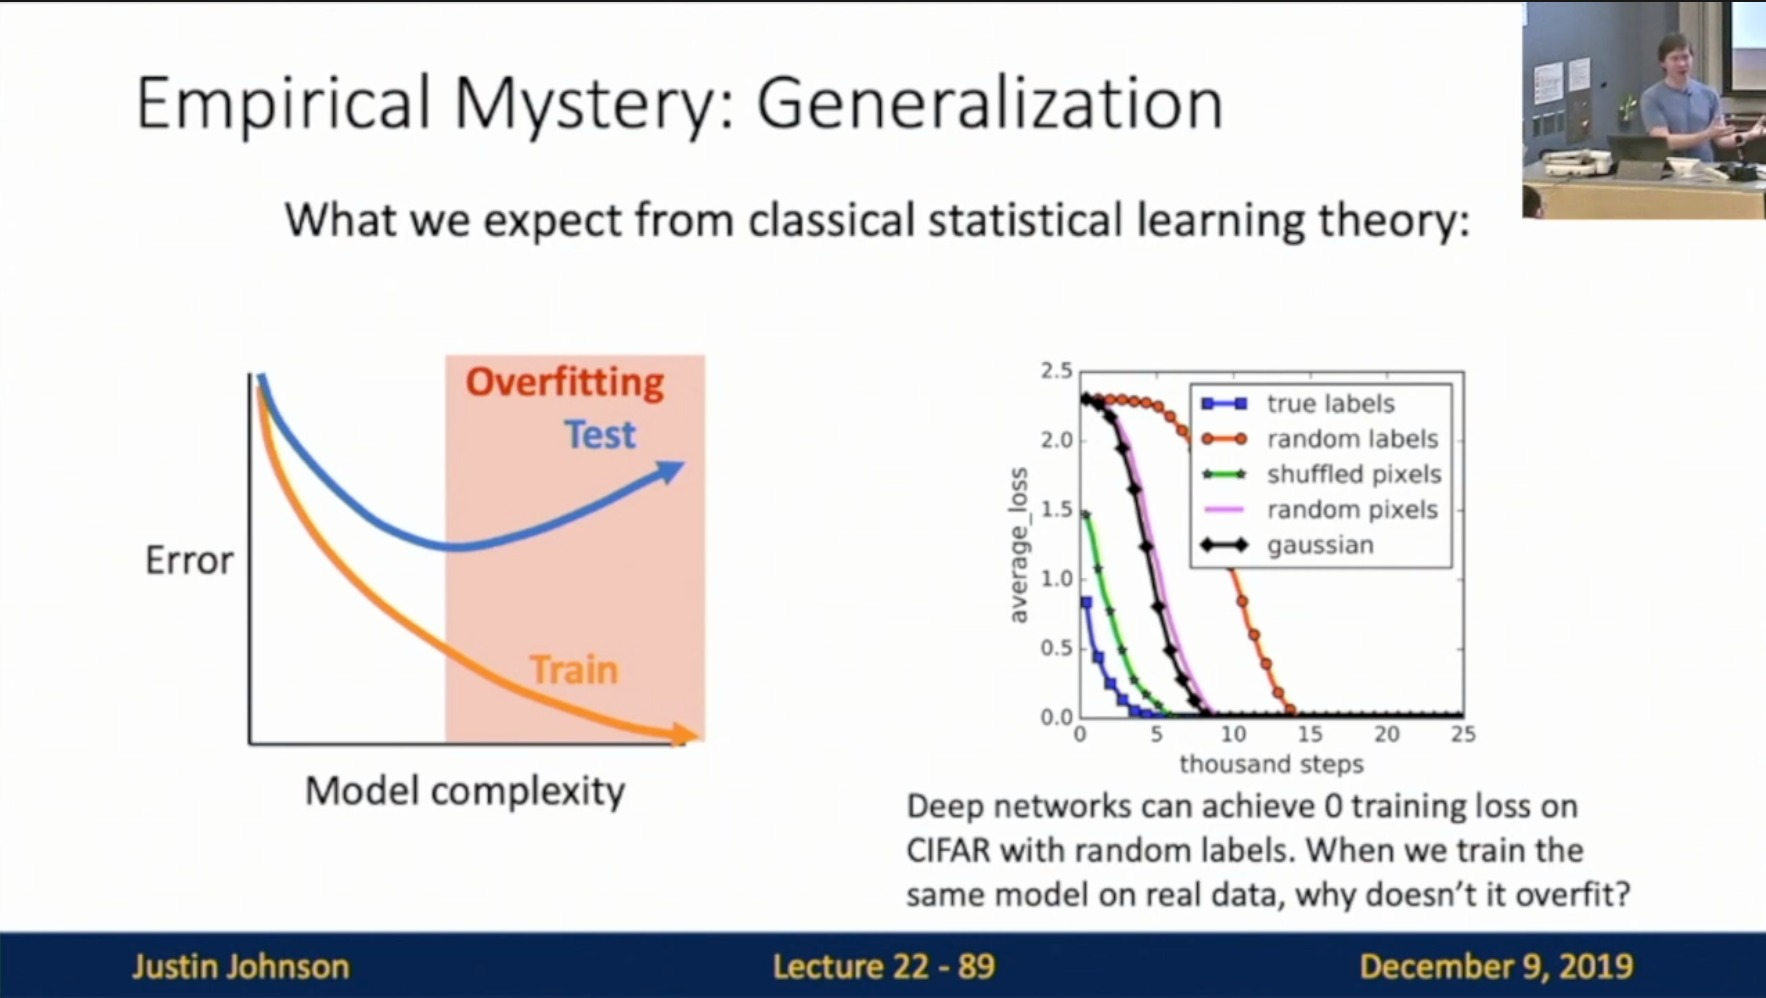 Empirical Mystery: Generalization
What we expect from classical statistical learning theory:
Overfitting
Test
Error
Train
Model complexity
2.5
2.0
1.5
1.0
0.5
0.0
average_loss
true labels
random labels
shuffled pixels
random pixels
gaussian
0 5 10 15 20 25
thousand steps
Deep networks can achieve 0 training loss on
CIFAR with random labels. When we train the
same model on real data, why doesn't it overfit?
Justin Johnson
Lecture 22 - 89
December 9, 2019